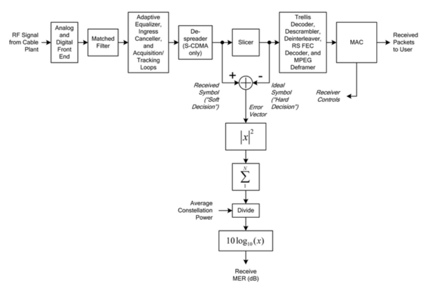 RF Signal
from Cable
Plant
Analog
and
Digital
Front
End
Matched
Filter
Adaptive
Equalizer,
Ingress
Canceller,
and
Acquisition/
Tracking
Loops
De-
spreader
(S-CDMA
only)
Slicer
Trellis
Decoder,
Descrambler,
Deinterleaver,
RS FEC
Decoder, and
MPEG
Deframer
MAC
Received
Packets
to User
+
-
Received
Symbol
("Soft
Decision")
Ideal
Symbol
("Hard
Decision")
Error
Vector
Receiver
Controls
|x|²
N
Σ
1
Average
Constellation
Power
Divide
10 log₁₀(x)
Receive
MER (dB)